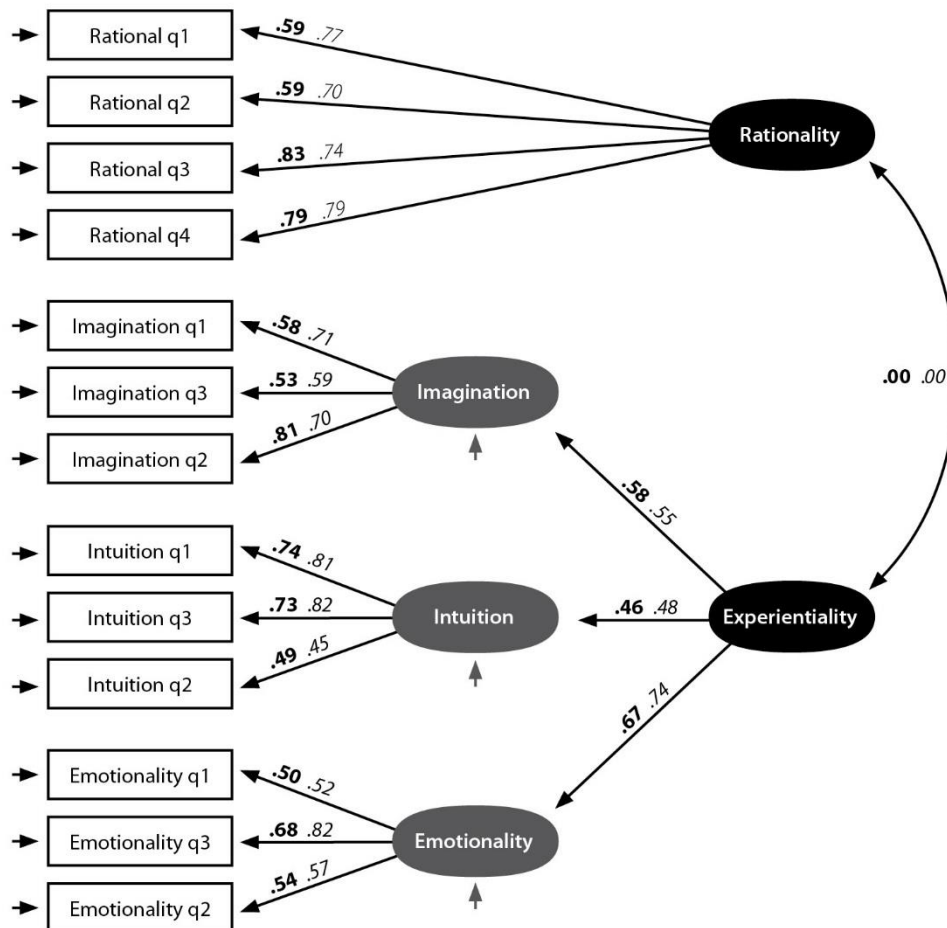 Rational q1
.59 .77
Rational q2
.59 .70
Rational q3
.83 .74
Rational q4
.79 .79
Rationality
Imagination q1
.58 .71
Imagination q3
.53 .59
Imagination q2
.81 .70
Imagination
.00 .00
.58 .55
Intuition q1
.74 .81
Intuition q3
.73 .82
Intuition q2
.49 .45
Intuition
.46 .48
Experientiality
.67 .74
Emotionality q1
.50 .52
Emotionality q3
.68 .82
Emotionality q2
.54 .57
Emotionality